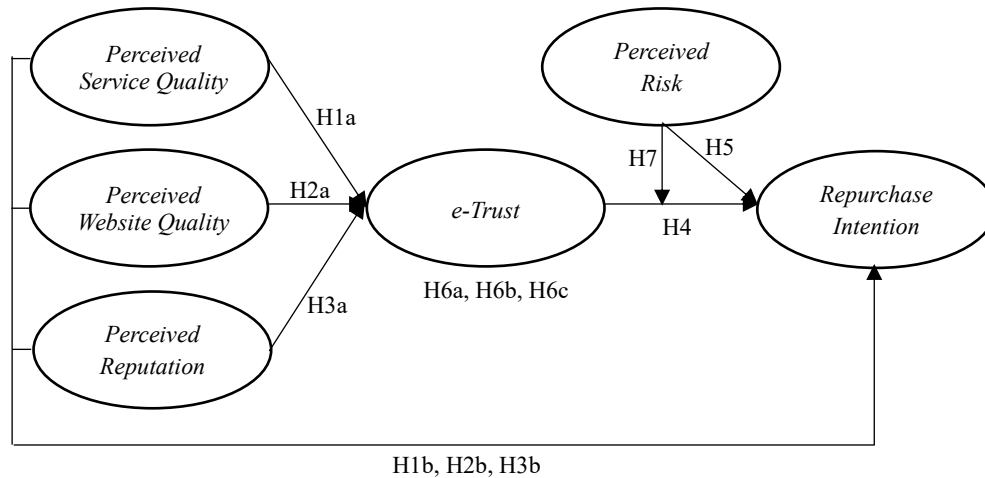 Perceived
Service Quality
Perceived
Risk
H1a
H7
H5
Perceived
Website Quality
H2a
e-Trust
H4
Repurchase
Intention
H6a, H6b, H6c
H3a
Perceived
Reputation
H1b, H2b, H3b